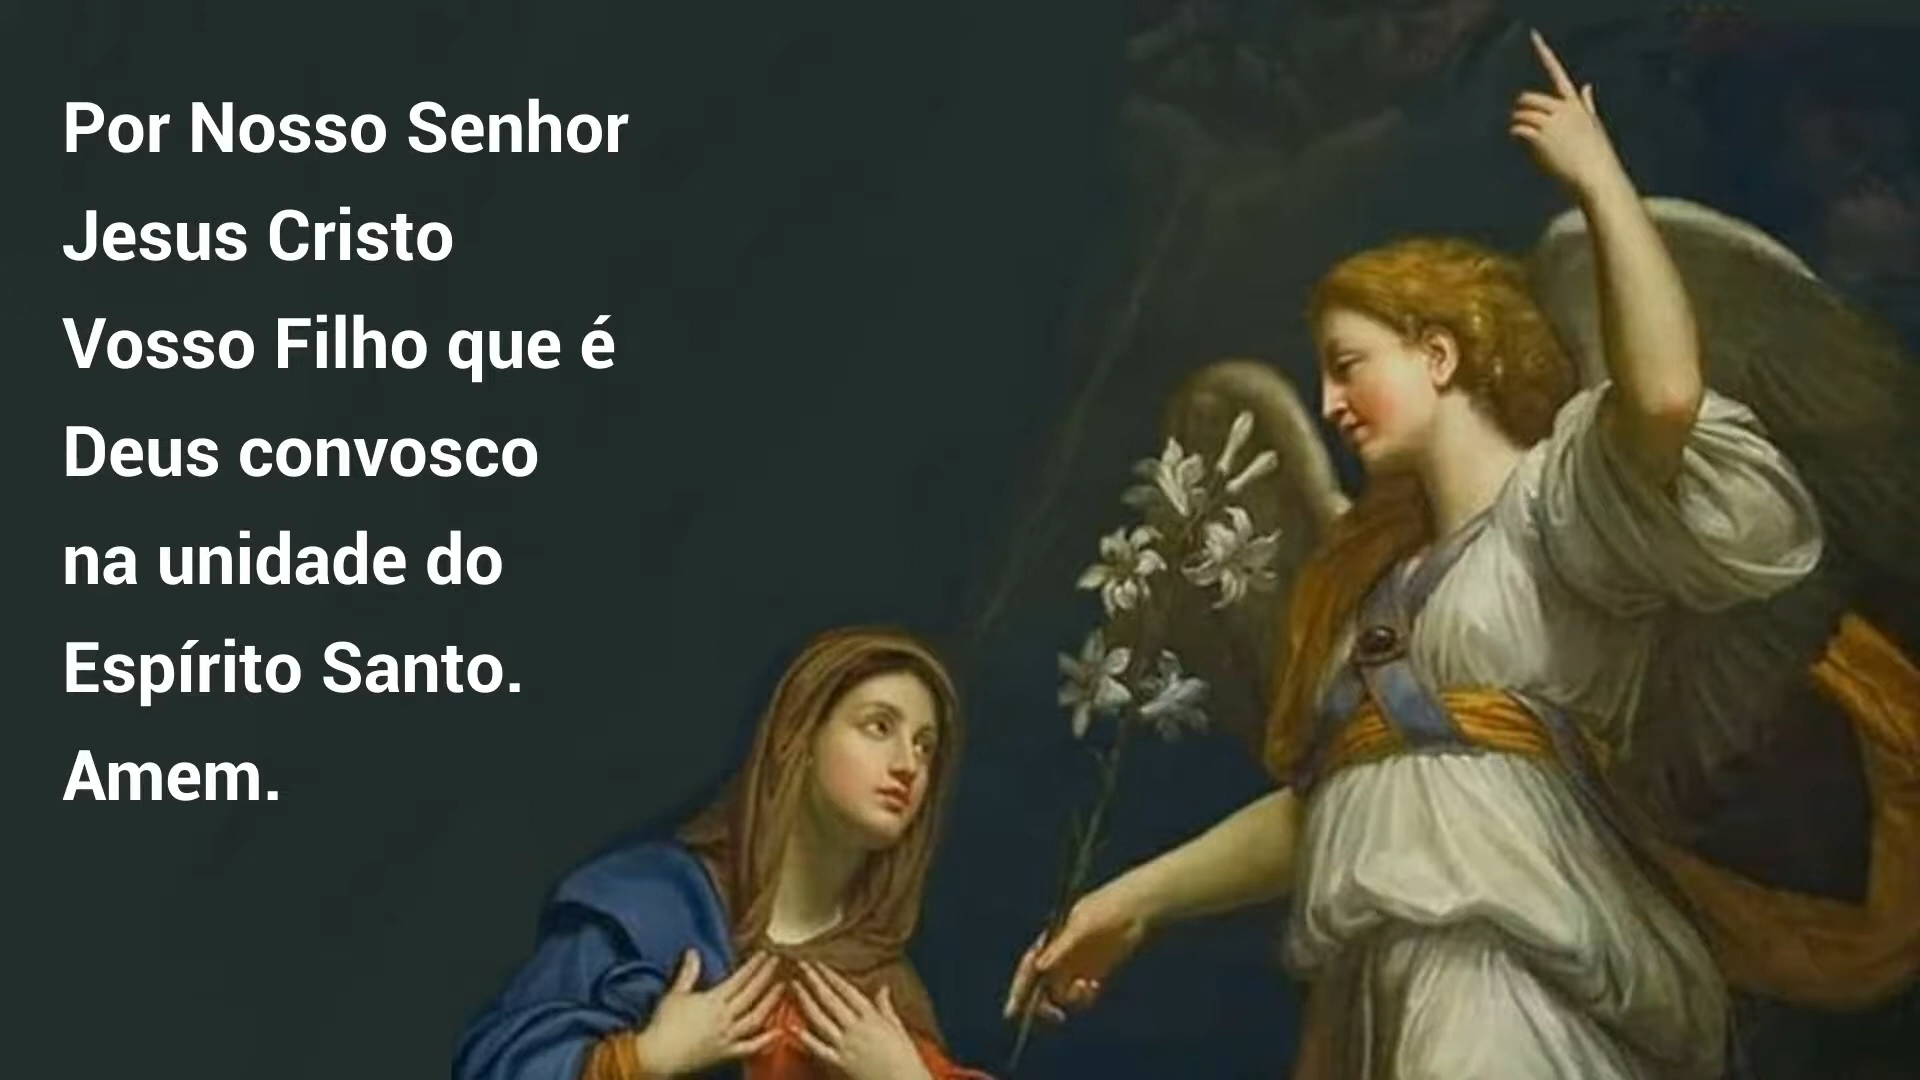 Por Nosso Senhor
Jesus Cristo
Vosso Filho que é
Deus convosco
na unidade do
Espírito Santo.
Amem.